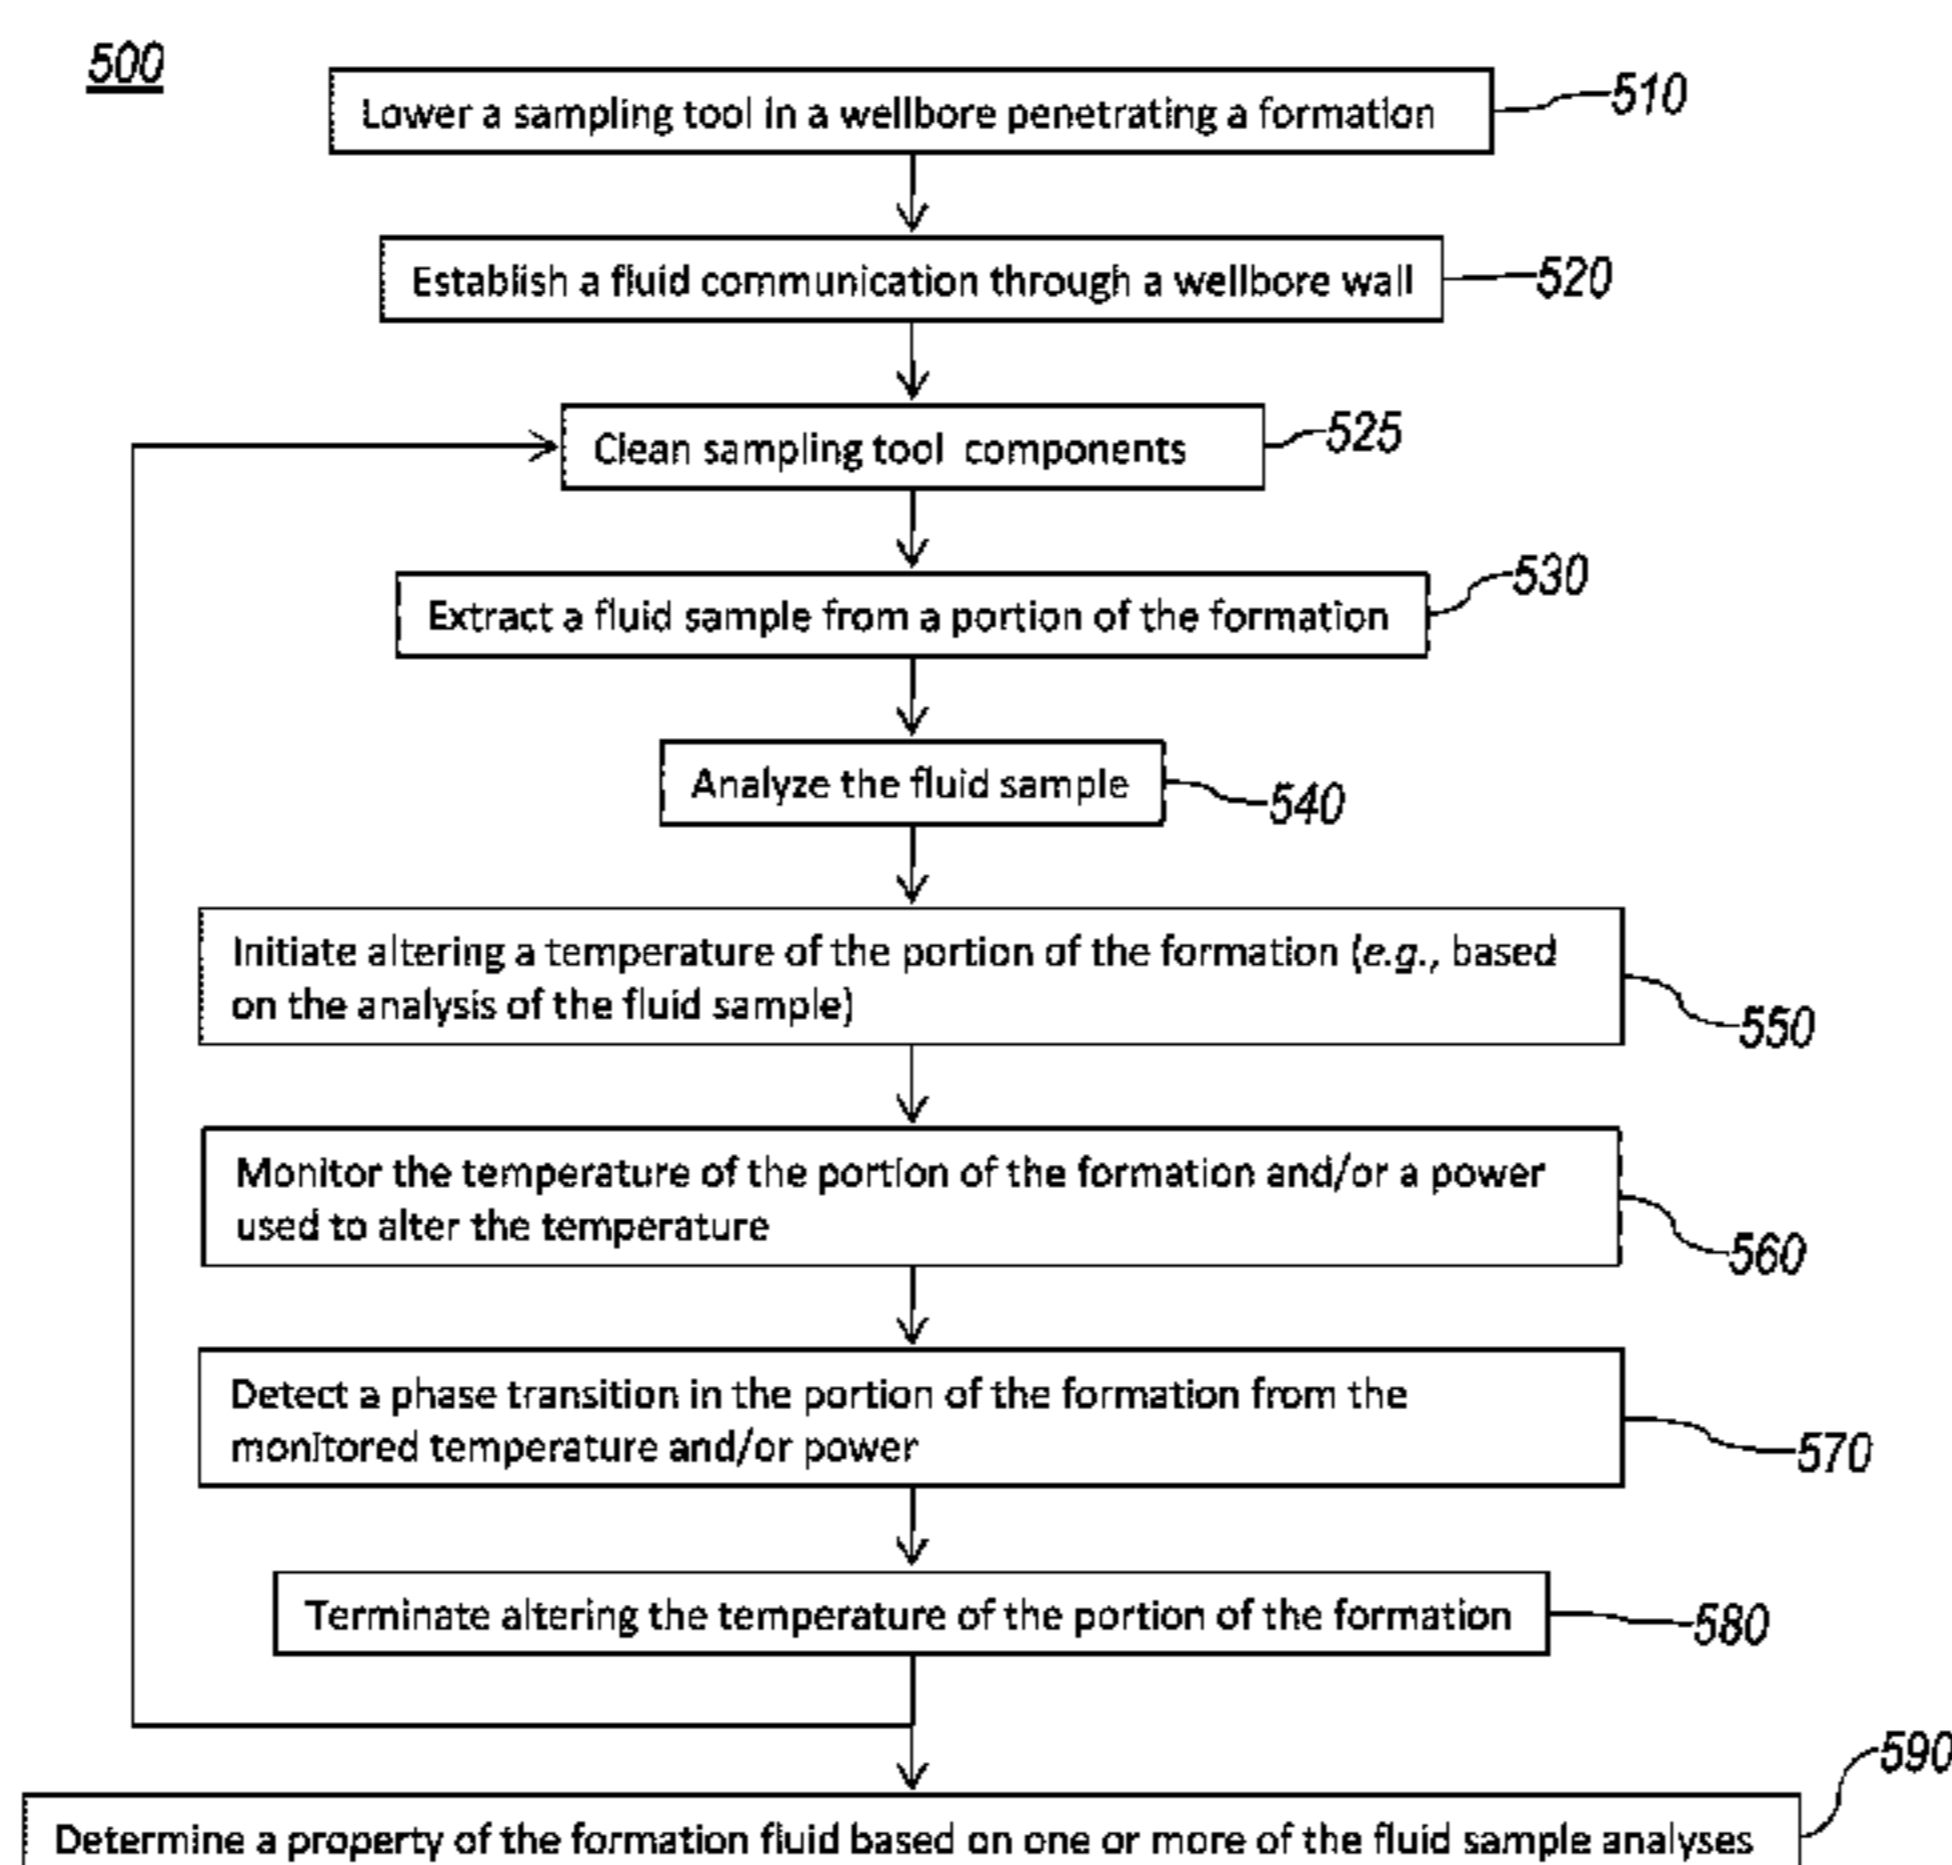 500
Lower a sampling tool in a wellbore penetrating a formation
510
Establish a fluid communication through a wellbore wall
520
Clean sampling tool components
525
Extract a fluid sample from a portion of the formation
530
Analyze the fluid sample
540
Initiate altering a temperature of the portion of the formation (e.g., based
on the analysis of the fluid sample)
550
Monitor the temperature of the portion of the formation and/or a power
used to alter the temperature
560
Detect a phase transition in the portion of the formation from the
monitored temperature and/or power
570
Terminate altering the temperature of the portion of the formation
580
590
Determine a property of the formation fluid based on one or more of the fluid sample analyses